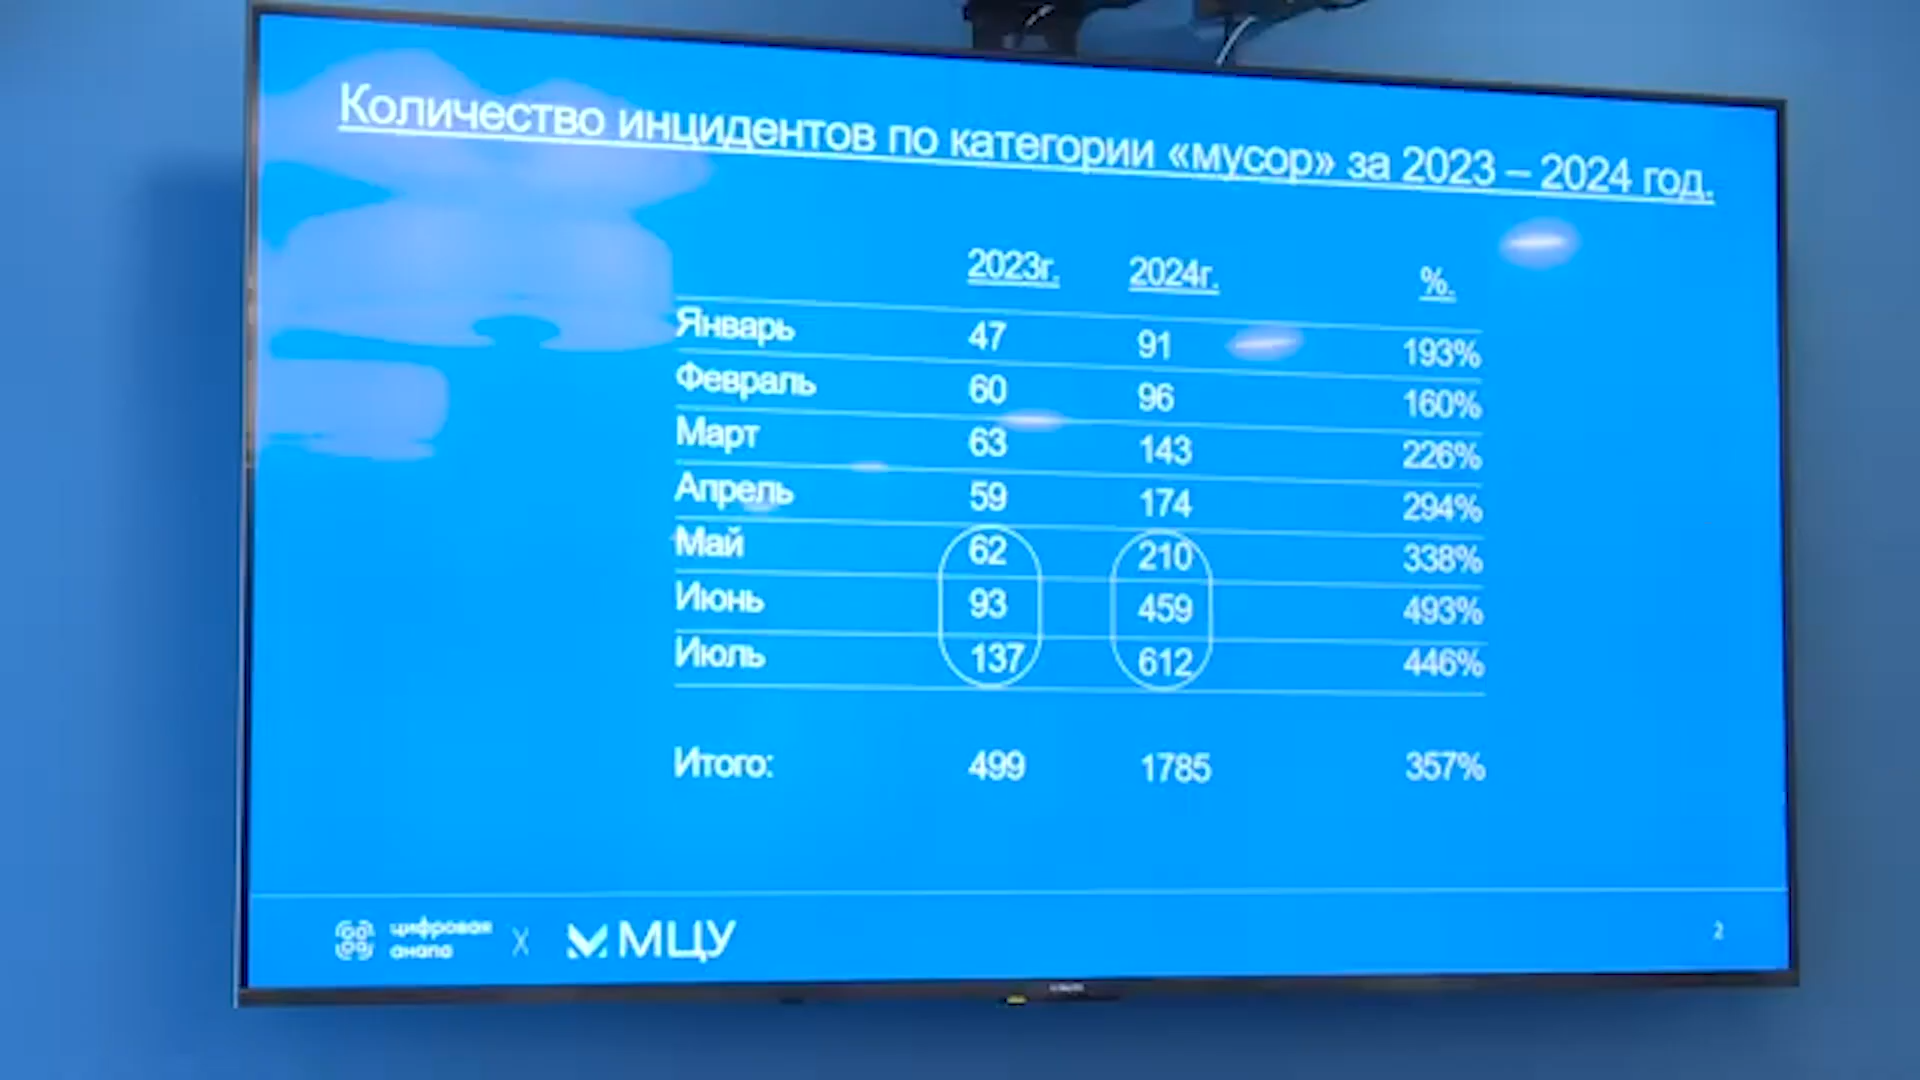 Количество инцидентов по категории «мусор» за 2023 – 2024 год.
2023г. 2024г. %.
Январь 47 91 193%
Февраль 60 96 160%
Март 63 143 226%
Апрель 59 174 294%
Май 62 210 338%
Июнь 93 459 493%
Июль 137 612 446%
Итого: 499 1785 357%
цифровая
анапа
X
МЦУ
2